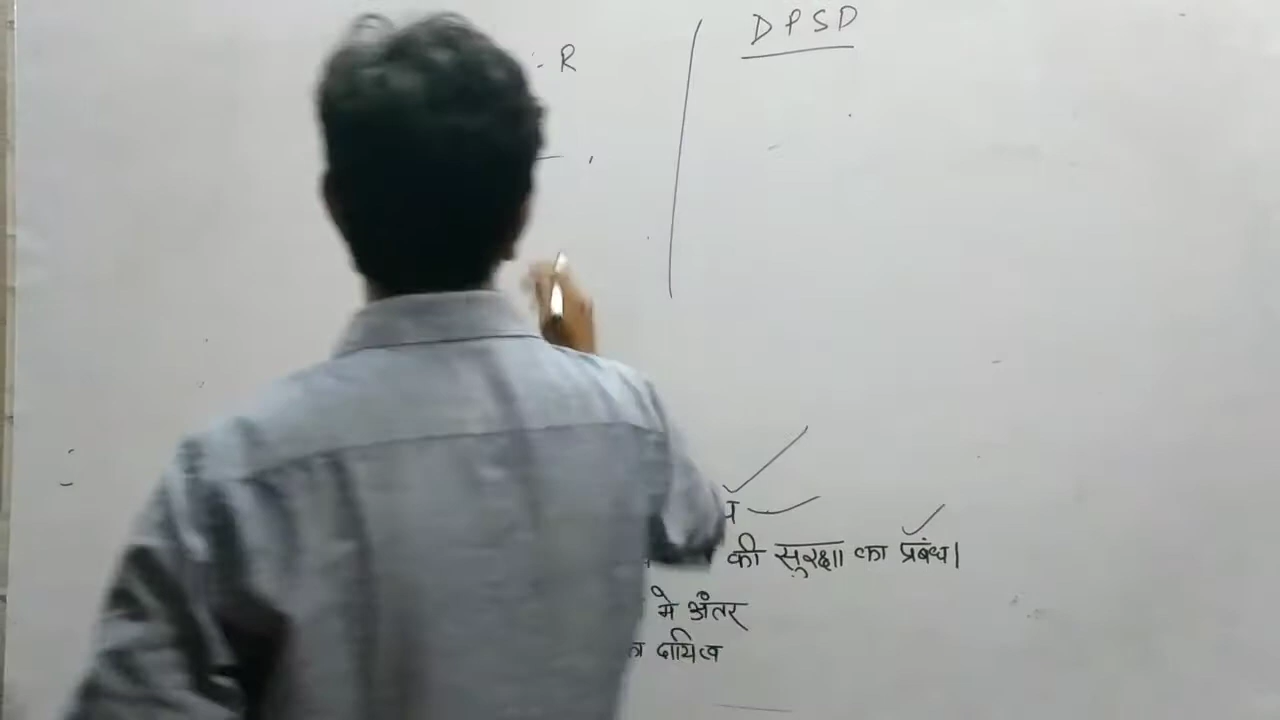 DPSD
R
की सुरक्षा का प्रबंध।
मे अंतर
दायित्व